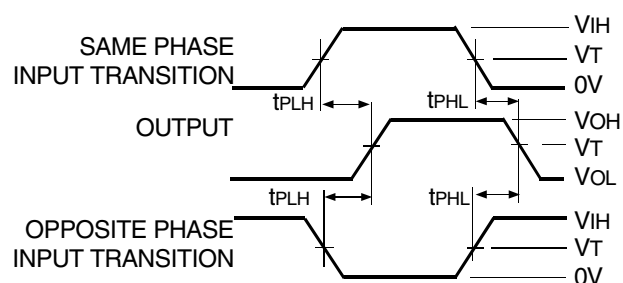 SAME PHASE
INPUT TRANSITION
VIH
VT
0V
tPLH
tPHL
OUTPUT
VOH
VT
VOL
tPLH
tPHL
OPPOSITE PHASE
INPUT TRANSITION
VIH
VT
0V